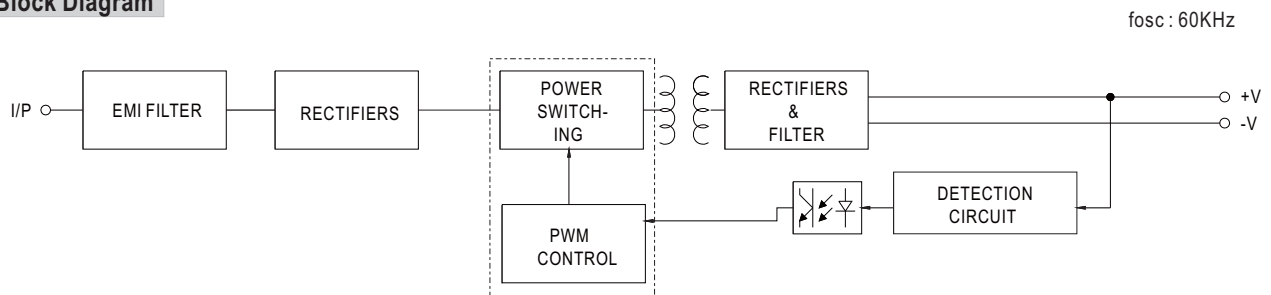 Block Diagram
fosc : 60KHz
I/P
EMI FILTER
RECTIFIERS
POWER
SWITCH-
ING
RECTIFIERS
&
FILTER
+V
-V
DETECTION
CIRCUIT
PWM
CONTROL